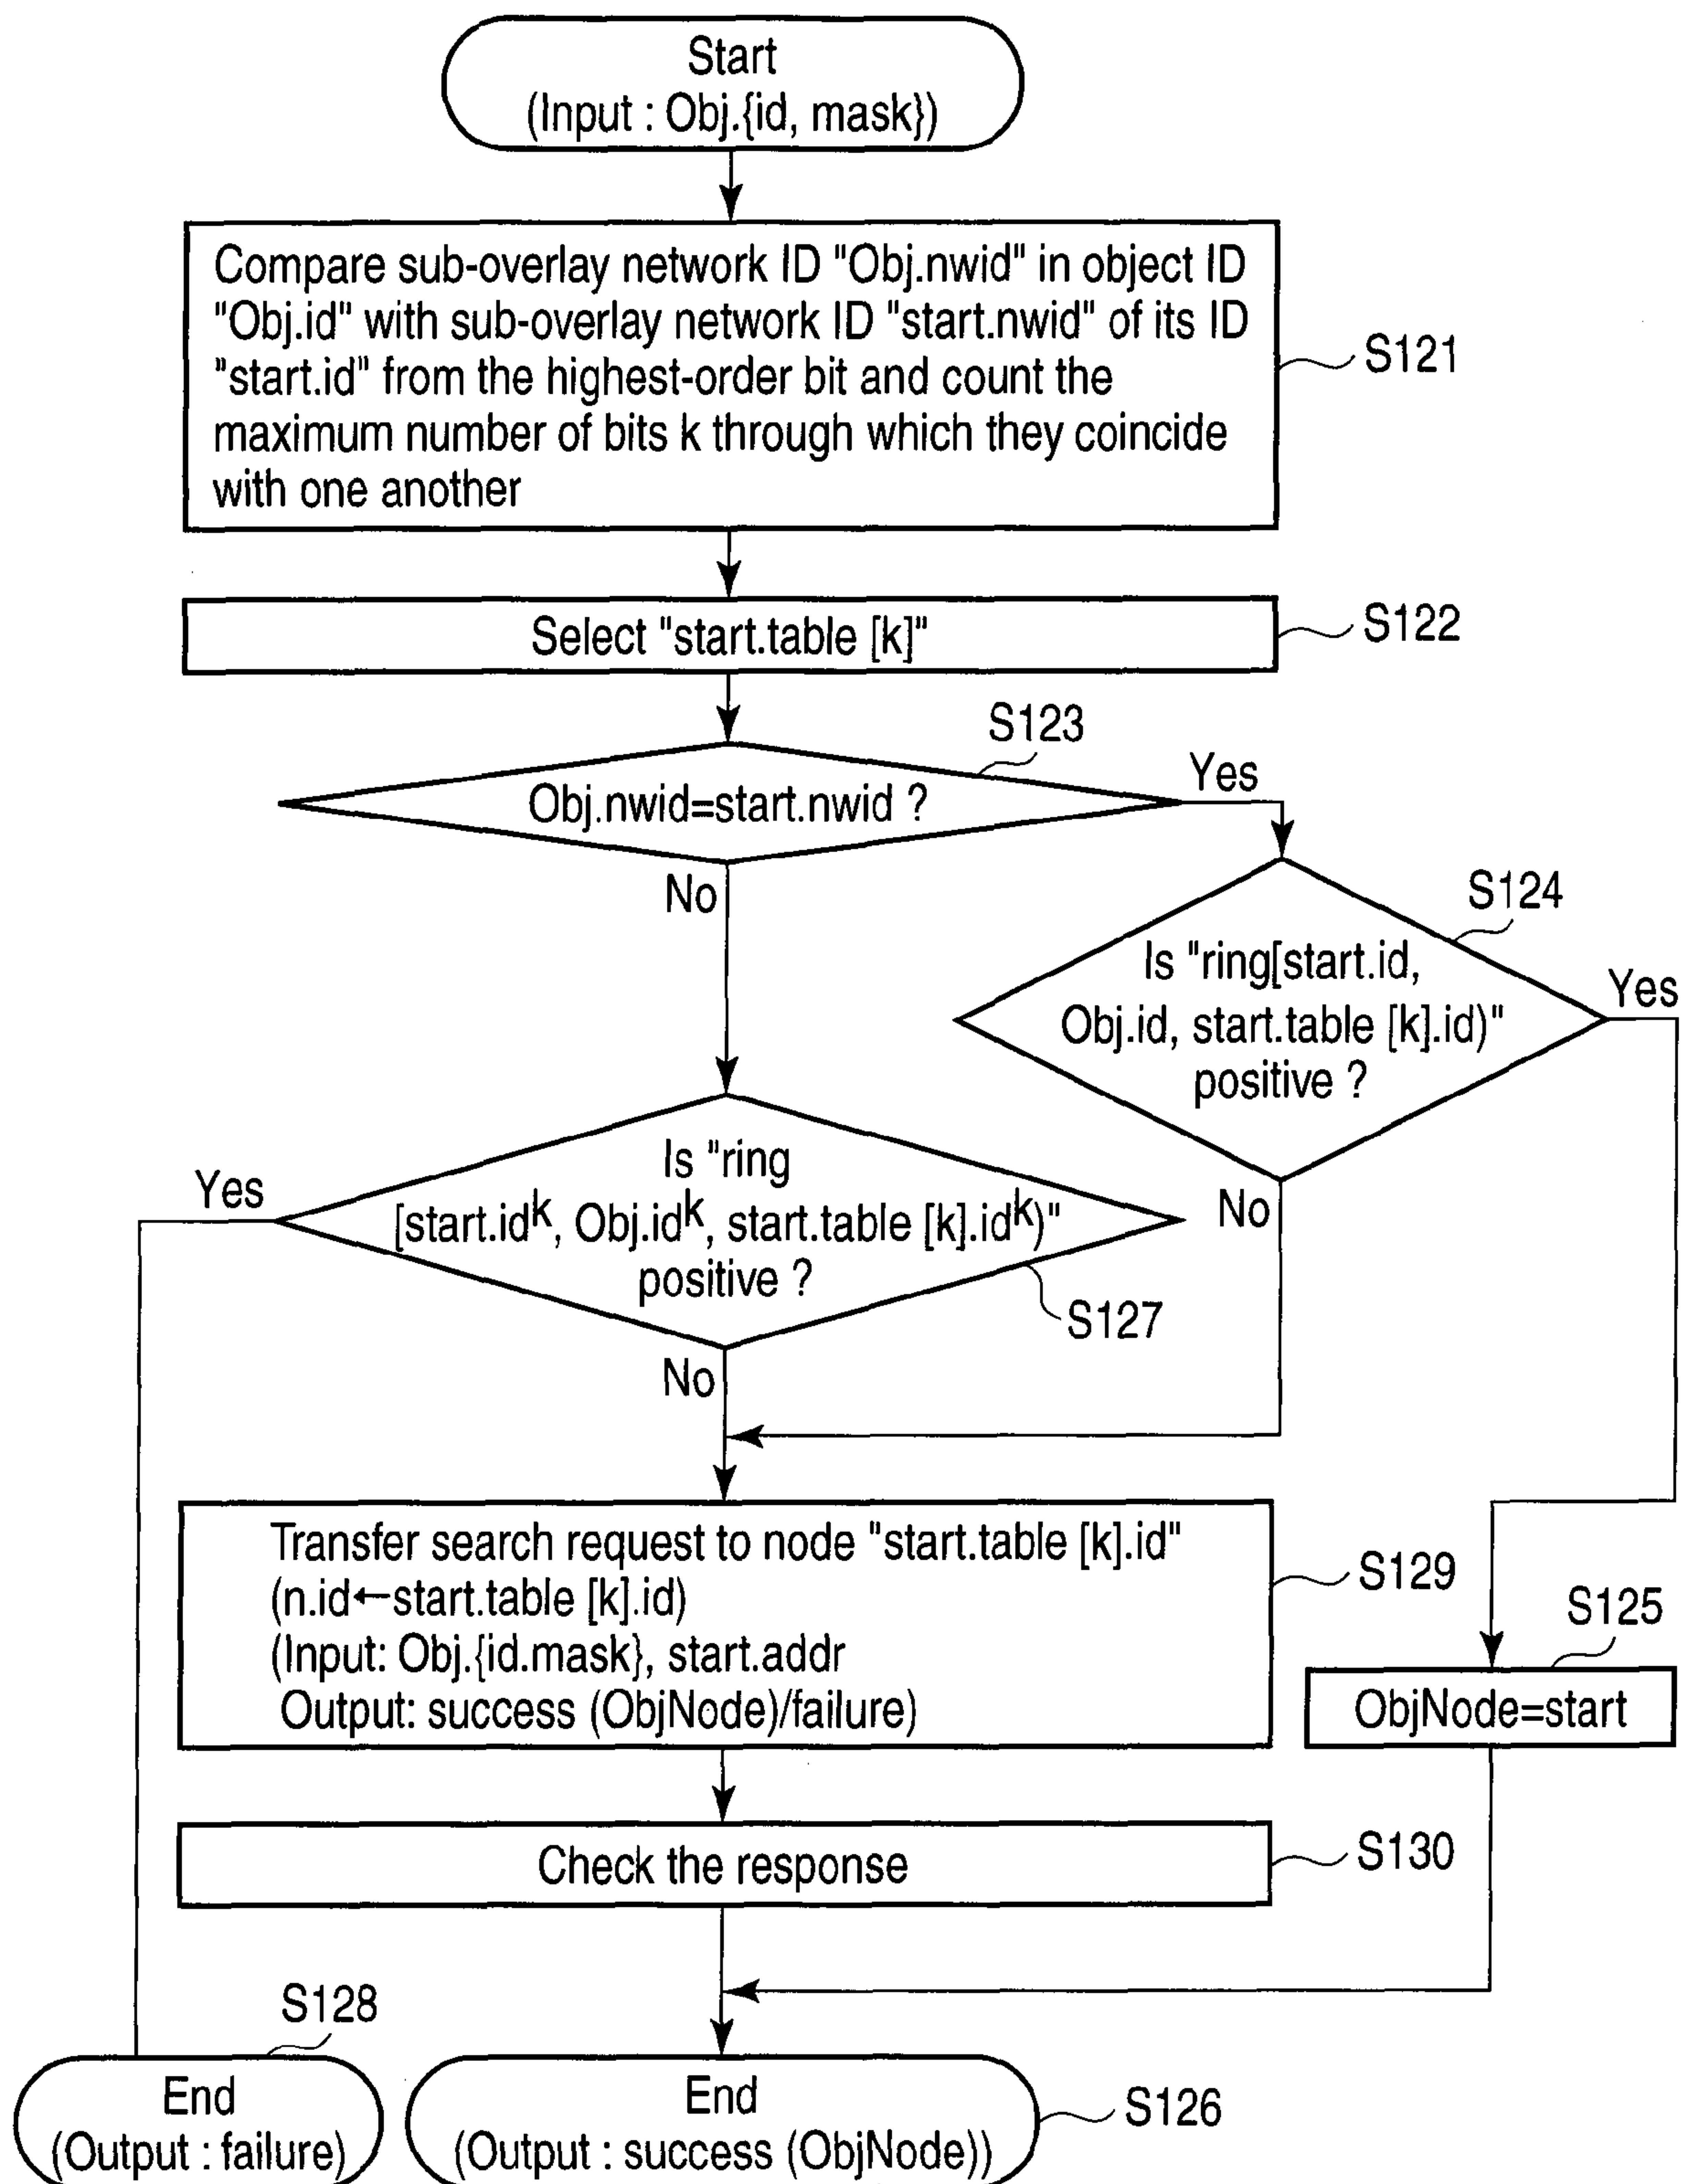 Start
(Input : Obj.{id, mask})
Compare sub-overlay network ID "Obj.nwid" in object ID
"Obj.id" with sub-overlay network ID "start.nwid" of its ID
"start.id" from the highest-order bit and count the
maximum number of bits k through which they coincide
with one another
S121
Select "start.table [k]"
S122
S123
Obj.nwid=start.nwid ?
Yes
No
S124
Is "ring[start.id,
Obj.id, start.table [k].id)"
positive ?
Yes
No
Is "ring
[start.idᵏ, Obj.idᵏ, start.table [k].idᵏ)"
positive ?
Yes
S127
No
Transfer search request to node "start.table [k].id"
(n.id←start.table [k].id)
(Input: Obj.{id.mask}, start.addr
Output: success (ObjNode)/failure)
S129
S125
ObjNode=start
Check the response
S130
S128
End
(Output : failure)
End
(Output : success (ObjNode))
S126